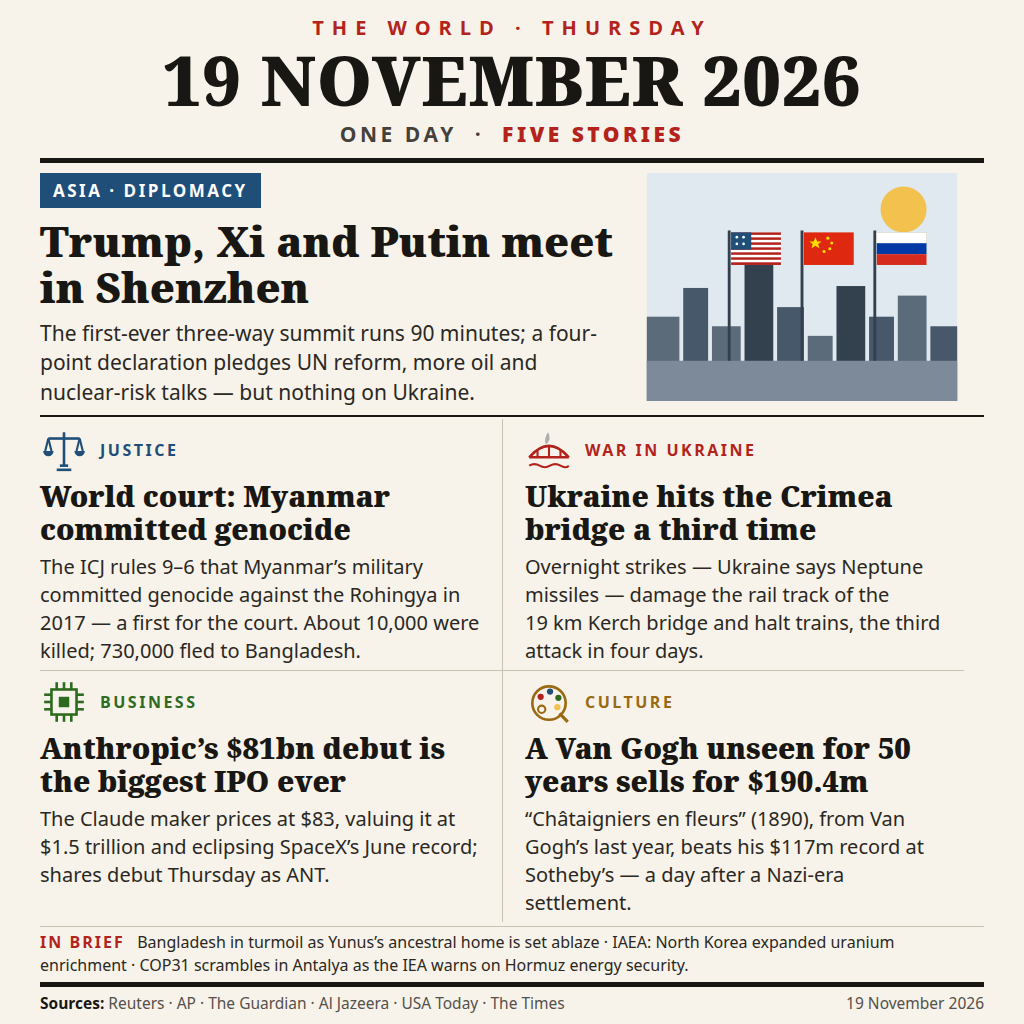 THE WORLD · THURSDAY
19 NOVEMBER 2026
ONE DAY · FIVE STORIES
ASIA · DIPLOMACY
Trump, Xi and Putin meet
in Shenzhen
The first-ever three-way summit runs 90 minutes; a four-
point declaration pledges UN reform, more oil and
nuclear-risk talks — but nothing on Ukraine.
JUSTICE
World court: Myanmar
committed genocide
The ICJ rules 9–6 that Myanmar’s military
committed genocide against the Rohingya in
2017 — a first for the court. About 10,000 were
killed; 730,000 fled to Bangladesh.
WAR IN UKRAINE
Ukraine hits the Crimea
bridge a third time
Overnight strikes — Ukraine says Neptune
missiles — damage the rail track of the
19 km Kerch bridge and halt trains, the third
attack in four days.
BUSINESS
Anthropic’s $81bn debut is
the biggest IPO ever
The Claude maker prices at $83, valuing it at
$1.5 trillion and eclipsing SpaceX’s June record;
shares debut Thursday as ANT.
CULTURE
A Van Gogh unseen for 50
years sells for $190.4m
“Châtaigniers en fleurs” (1890), from Van
Gogh’s last year, beats his $117m record at
Sotheby’s — a day after a Nazi-era
settlement.
IN BRIEF Bangladesh in turmoil as Yunus’s ancestral home is set ablaze · IAEA: North Korea expanded uranium
enrichment · COP31 scrambles in Antalya as the IEA warns on Hormuz energy security.
Sources: Reuters · AP · The Guardian · Al Jazeera · USA Today · The Times
19 November 2026